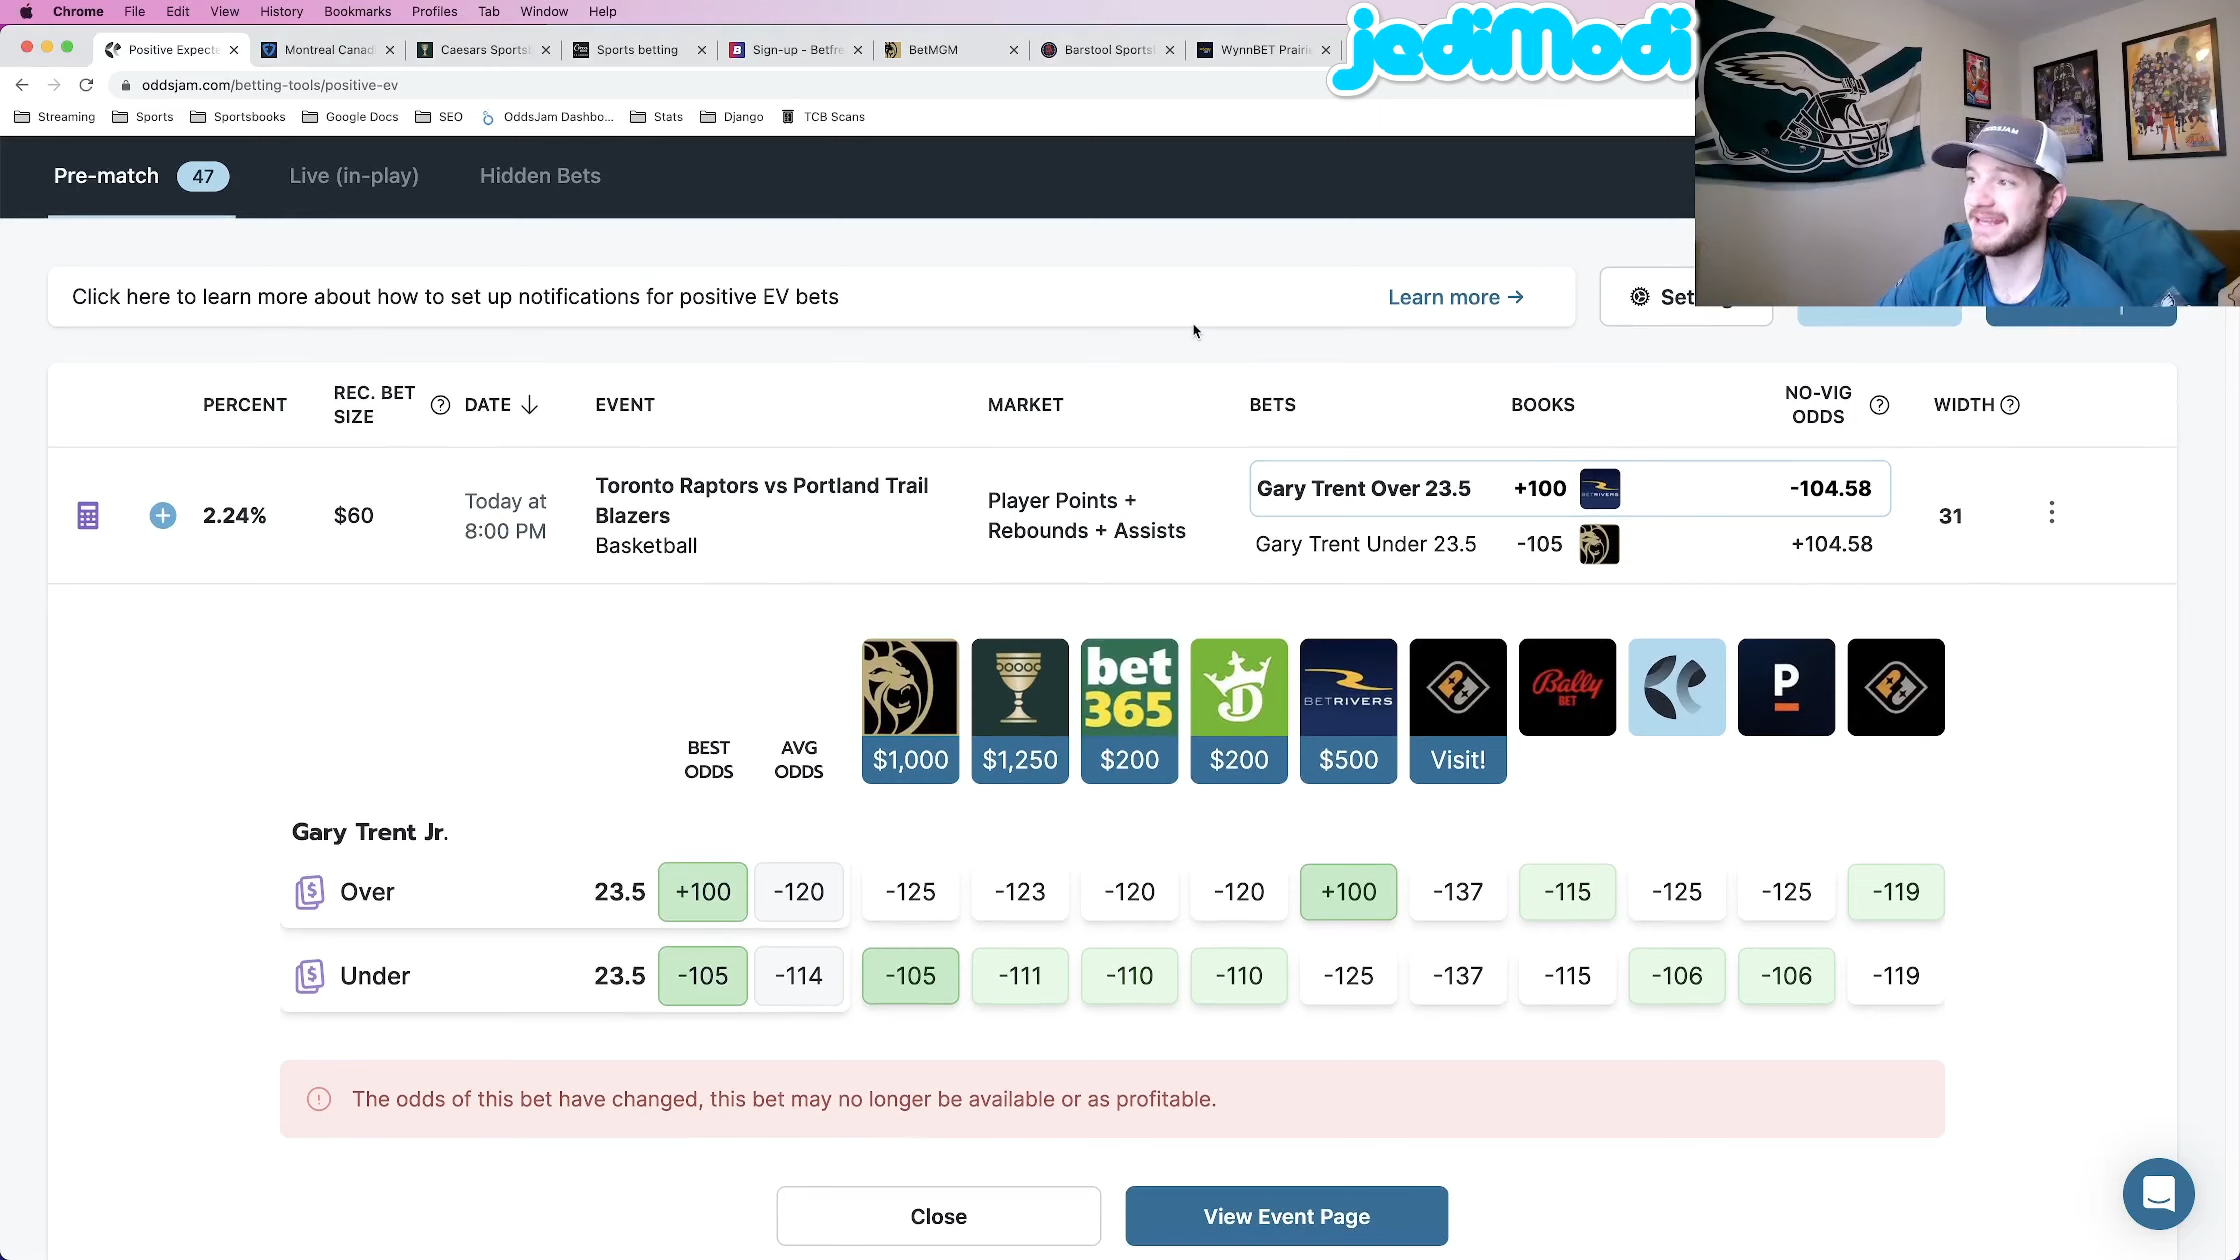 Chrome File Edit View History Bookmarks Profiles Tab Window Help
jediModi
Positive Expecte Montreal Canadi Caesars Sportsb Sports betting Sign-up - Betfre BetMGM Barstool Sportsb WynnBET Prairi
oddsjam.com/betting-tools/positive-ev
Streaming Sports Sportsbooks Google Docs SEO OddsJam Dashbo... Stats Django TCB Scans
Pre-match 47 Live (in-play) Hidden Bets
Click here to learn more about how to set up notifications for positive EV bets Learn more →
PERCENT REC. BET SIZE DATE EVENT MARKET BETS BOOKS NO-VIG ODDS WIDTH
2.24% $60 Today at 8:00 PM
Toronto Raptors vs Portland Trail
Blazers
Basketball
Player Points +
Rebounds + Assists
Gary Trent Over 23.5 +100 BETRIVERS -104.58
Gary Trent Under 23.5 -105 +104.58
31
bet 365 BETRIVERS Bally BET P
BEST ODDS AVG ODDS $1,000 $1,250 $200 $200 $500 Visit!
Gary Trent Jr.
Over 23.5 +100 -120 -125 -123 -120 -120 +100 -137 -115 -125 -125 -119
Under 23.5 -105 -114 -105 -111 -110 -110 -125 -137 -115 -106 -106 -119
The odds of this bet have changed, this bet may no longer be available or as profitable.
Close View Event Page